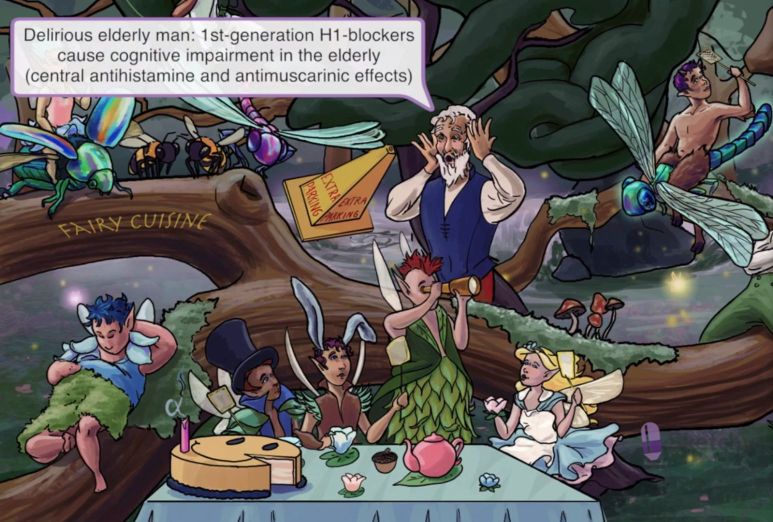 Delirious elderly man: 1st-generation H1-blockers
cause cognitive impairment in the elderly
(central antihistamine and antimuscarinic effects)
EXTRA
PARKING
EXTRA
PARKING
FAIRY CUISINE
α